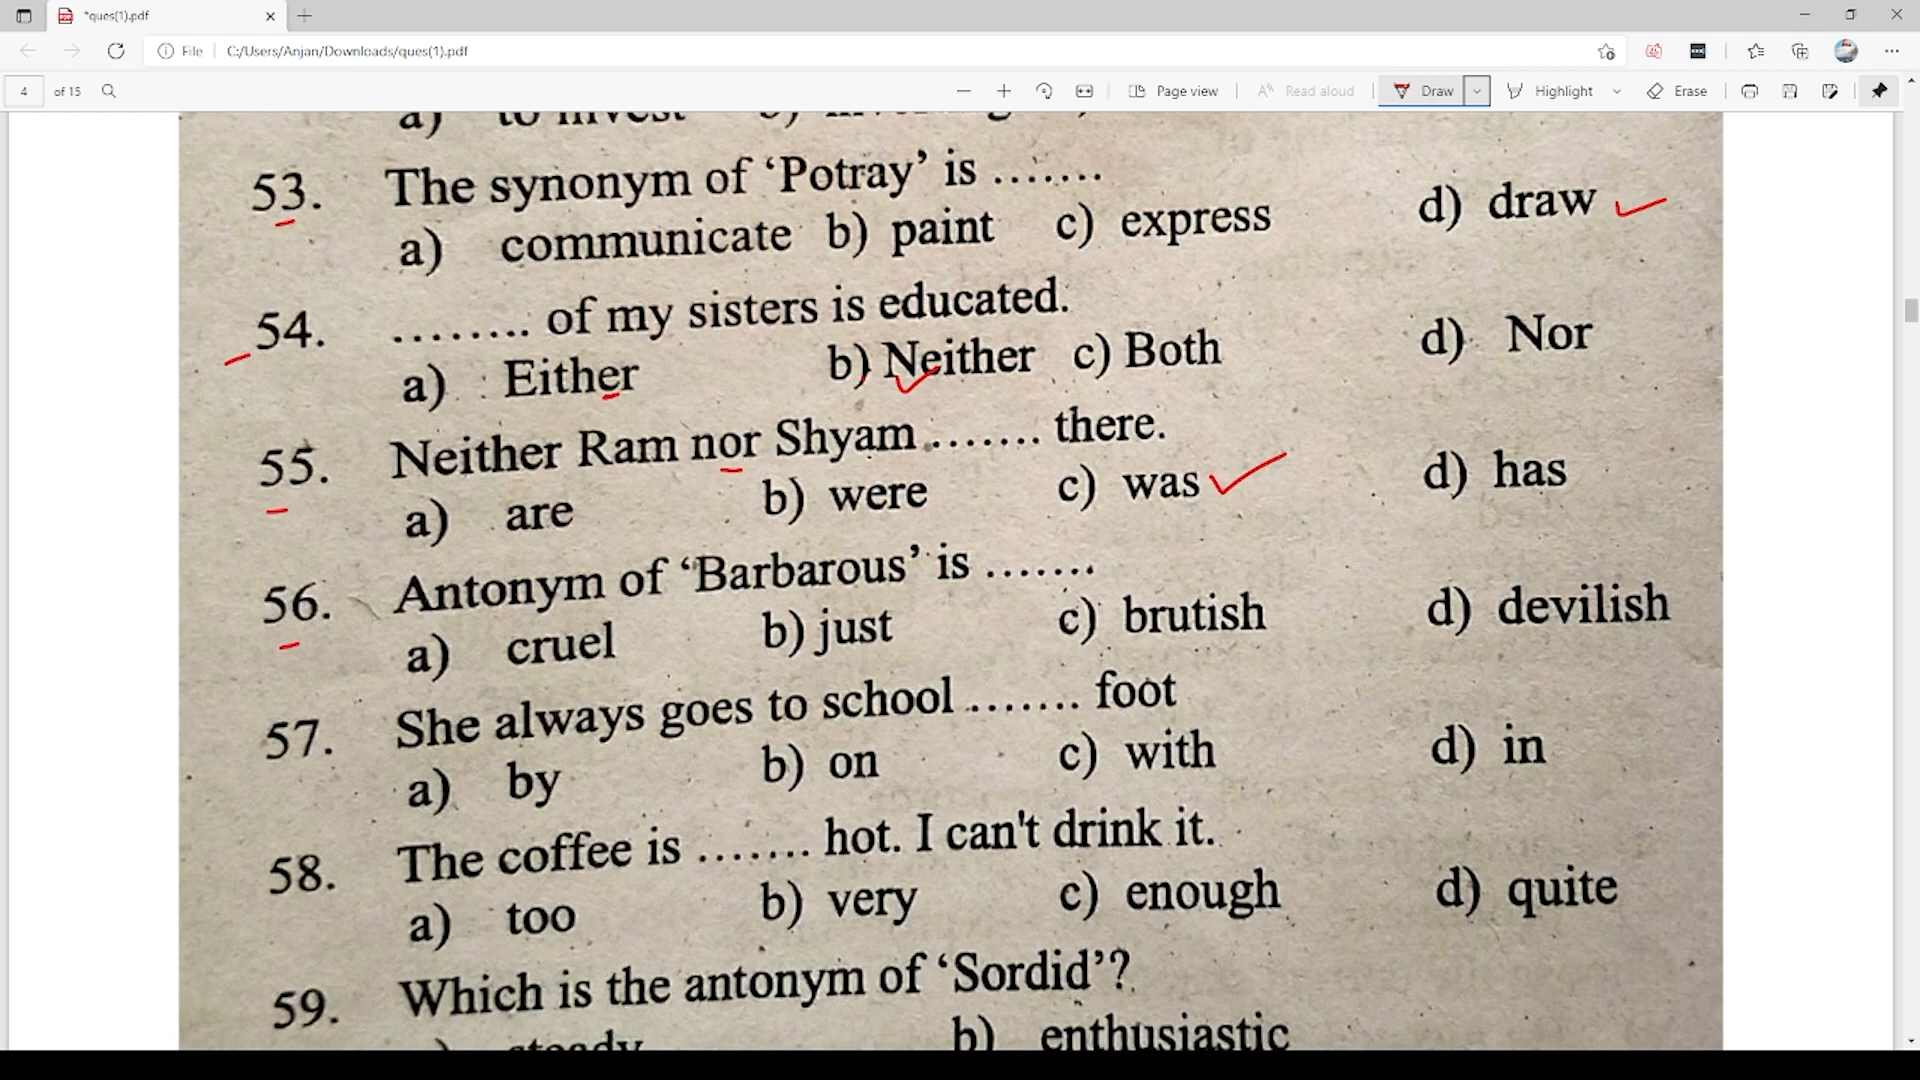 *ques(1).pdf
File C:/Users/Anjan/Downloads/ques(1).pdf
4 of 15 Page view Read aloud Draw Highlight Erase
a) to invest b)
53. The synonym of ‘Potray’ is .......
a) communicate b) paint c) express d) draw
54. ........ of my sisters is educated.
a) Either b) Neither c) Both d) Nor
55. Neither Ram nor Shyam ....... there.
a) are b) were c) was d) has
56. Antonym of ‘Barbarous’ is .......
a) cruel b) just c) brutish d) devilish
57. She always goes to school ....... foot
a) by b) on c) with d) in
58. The coffee is ....... hot. I can't drink it.
a) too b) very c) enough d) quite
59. Which is the antonym of ‘Sordid’?
steady b) enthusiastic